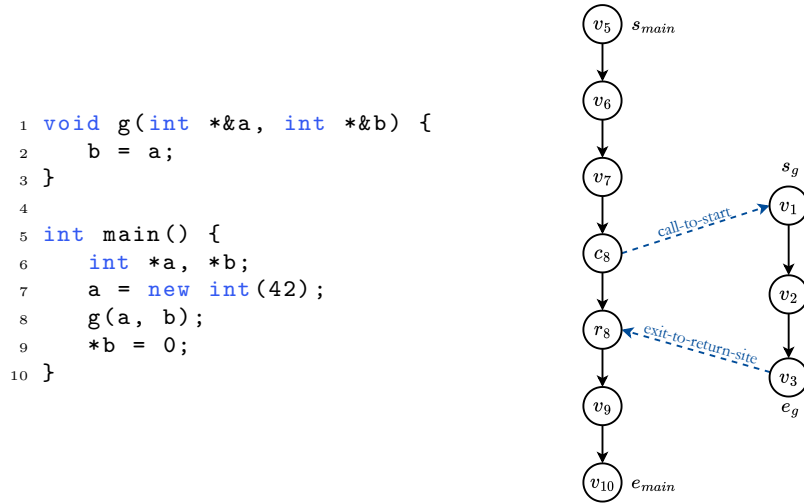 1 void g(int *&a, int *&b) {
2 b = a;
3 }
4
5 int main() {
6 int *a, *b;
7 a = new int(42);
8 g(a, b);
9 *b = 0;
10 }
v5 s_main
v6
v7
c8
r8
v9
v10 e_main
call-to-start
exit-to-return-site
s_g
v1
v2
v3
e_g